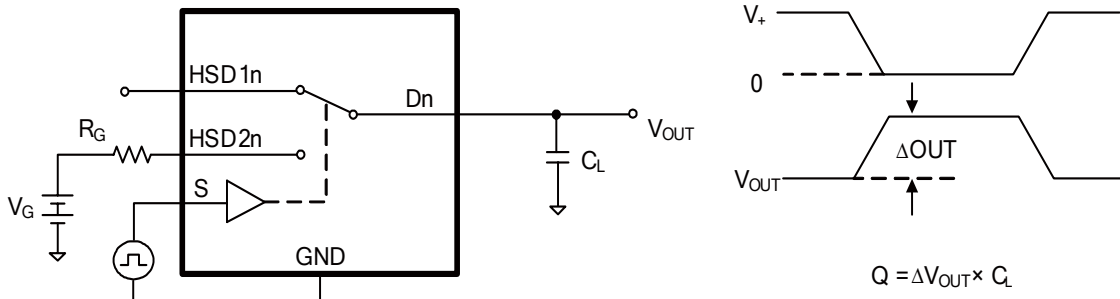 HSD1n
Dn
RG
HSD2n
VOUT
CL
S
VG
GND
V+
0
ΔOUT
VOUT
Q = ΔVOUT × CL